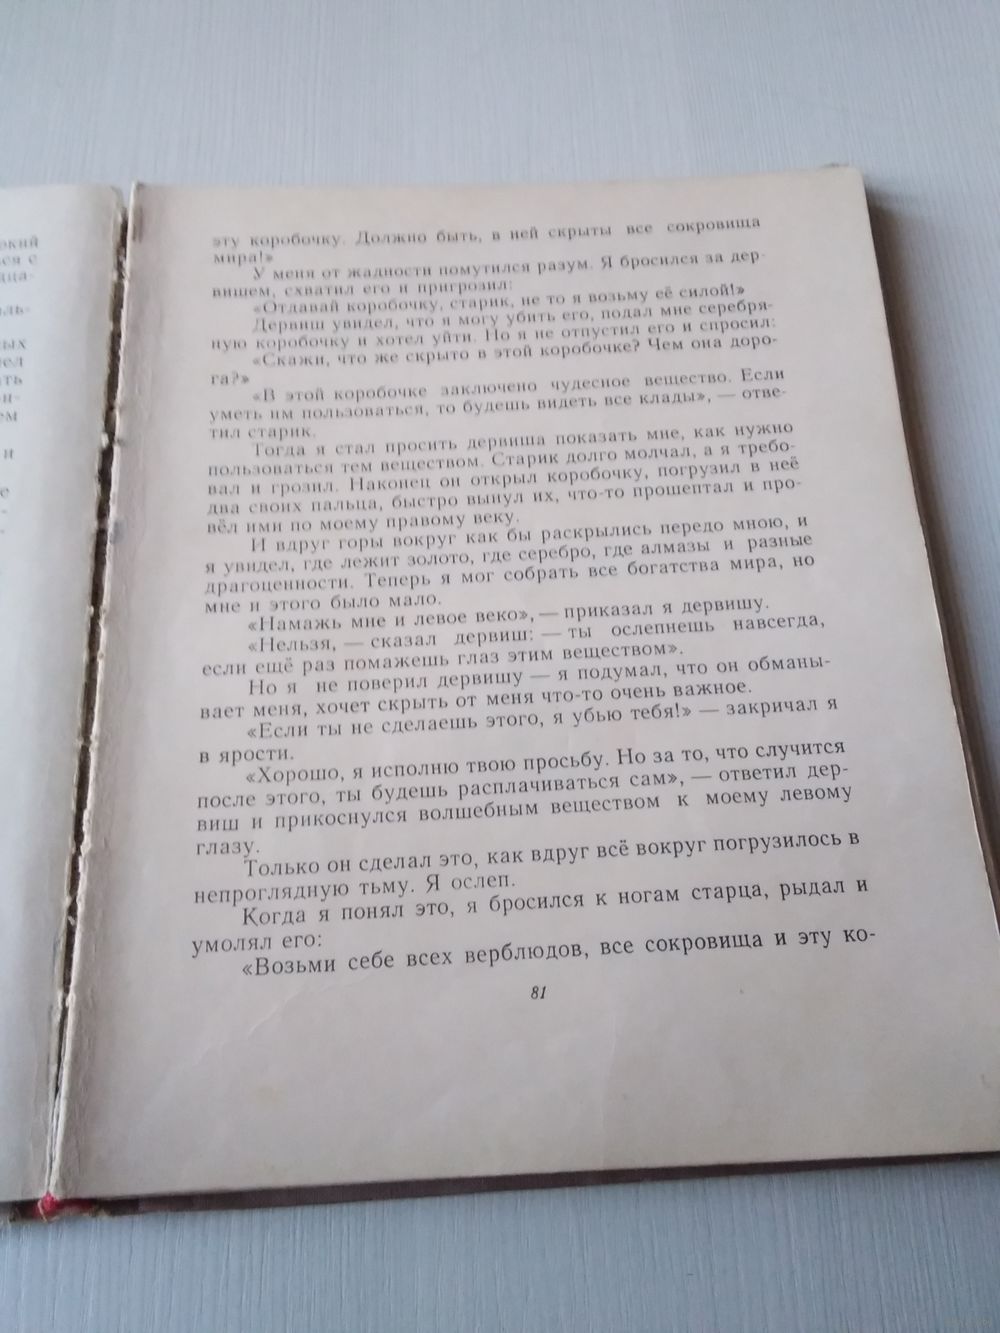 эту коробочку. Должно быть, в ней скрыты все сокровища
мира!»
У меня от жадности помутился разум. Я бросился за дер-
вишем, схватил его и пригрозил:
«Отдавай коробочку, старик, не то я возьму её силой!»
Дервиш увидел, что я могу убить его, подал мне серебря-
ную коробочку и хотел уйти. Но я не отпустил его и спросил:
«Скажи, что же скрыто в этой коробочке? Чем она доро-
га?»
«В этой коробочке заключено чудесное вещество. Если
уметь им пользоваться, то будешь видеть все клады», — отве-
тил старик.
Тогда я стал просить дервиша показать мне, как нужно
пользоваться тем веществом. Старик долго молчал, а я требо-
вал и грозил. Наконец он открыл коробочку, погрузил в неё
два своих пальца, быстро вынул их, что-то прошептал и про-
вёл ими по моему правому веку.
И вдруг горы вокруг как бы раскрылись передо мною, и
я увидел, где лежит золото, где серебро, где алмазы и разные
драгоценности. Теперь я мог собрать все богатства мира, но
мне и этого было мало.
«Намажь мне и левое веко», — приказал я дервишу.
«Нельзя, — сказал дервиш: — ты ослепнешь навсегда,
если ещё раз помажешь глаз этим веществом».
Но я не поверил дервишу — я подумал, что он обманы-
вает меня, хочет скрыть от меня что-то очень важное.
«Если ты не сделаешь этого, я убью тебя!» — закричал я
в ярости.
«Хорошо, я исполню твою просьбу. Но за то, что случится
после этого, ты будешь расплачиваться сам», — ответил дер-
виш и прикоснулся волшебным веществом к моему левому
глазу.
Только он сделал это, как вдруг всё вокруг погрузилось в
непроглядную тьму. Я ослеп.
Когда я понял это, я бросился к ногам старца, рыдал и
умолял его:
«Возьми себе всех верблюдов, все сокровища и эту ко-
81